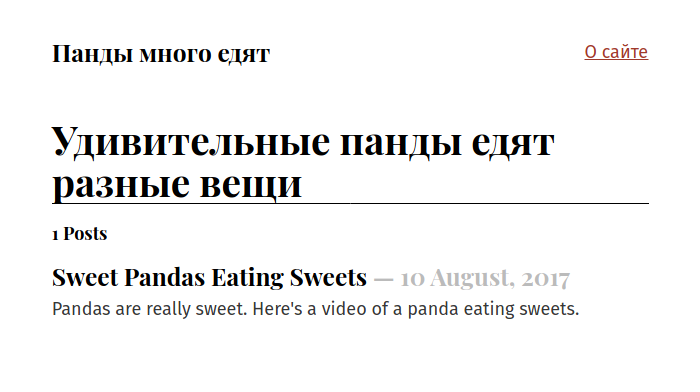 Панды много едят
О сайте
Удивительные панды едят
разные вещи
1 Posts
Sweet Pandas Eating Sweets — 10 August, 2017
Pandas are really sweet. Here's a video of a panda eating sweets.